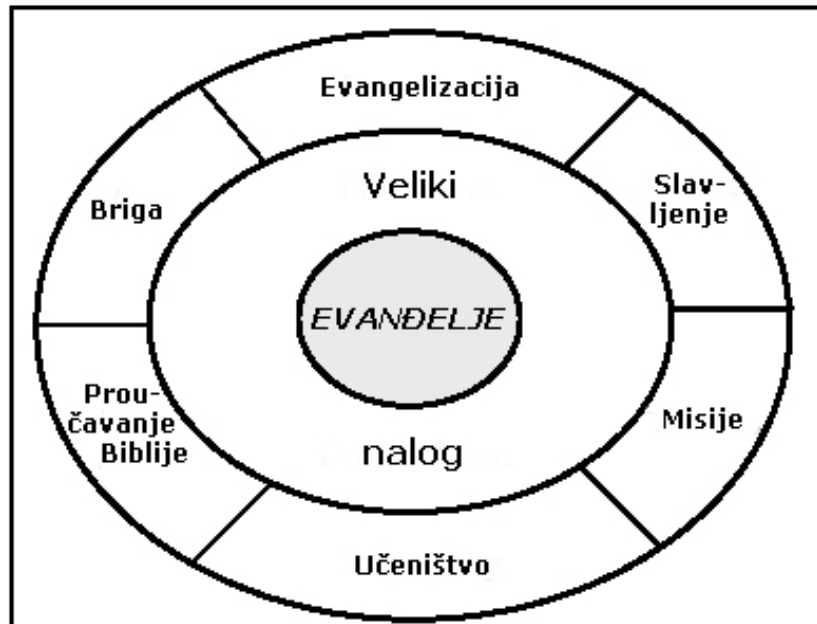 Evangelizacija
Veliki
Slav-
ljenje
Briga
EVANĐELJE
Prou-
čavanje
Biblije
Misije
nalog
Učeništvo